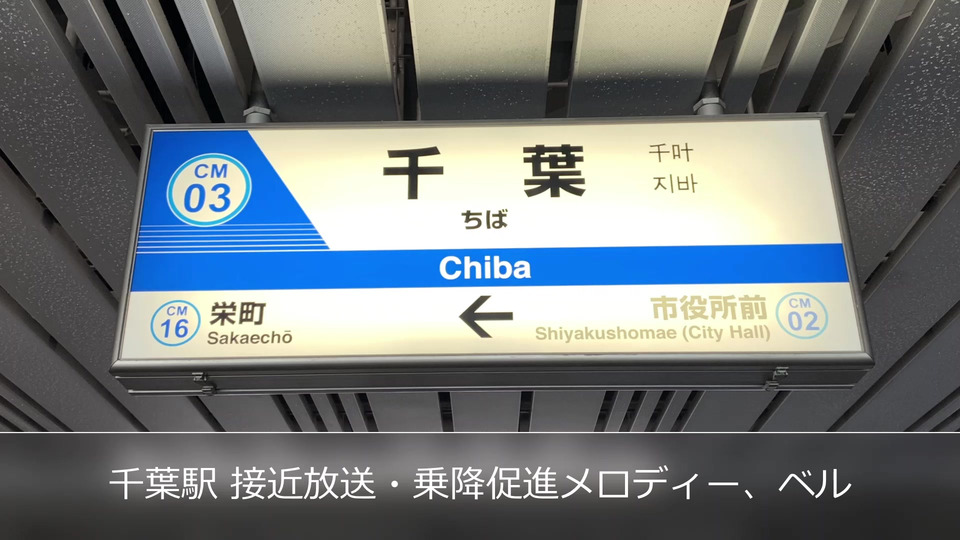 CM
03
千葉
千叶
지바
ちば
Chiba
CM
16
栄町
Sakaechō
←
市役所前
Shiyakushomae (City Hall)
CM
02
千葉駅 接近放送・乗降促進メロディー、ベル